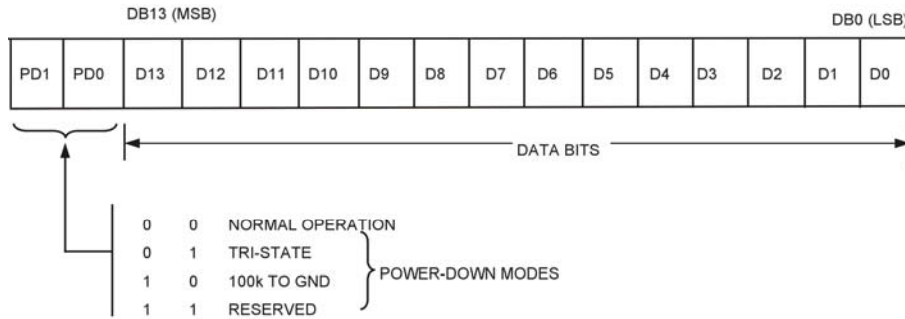 DB13 (MSB) DB0 (LSB)
PD1 PD0 D13 D12 D11 D10 D9 D8 D7 D6 D5 D4 D3 D2 D1 D0
DATA BITS
0 0 NORMAL OPERATION
0 1 TRI-STATE
1 0 100k TO GND
1 1 RESERVED
POWER-DOWN MODES